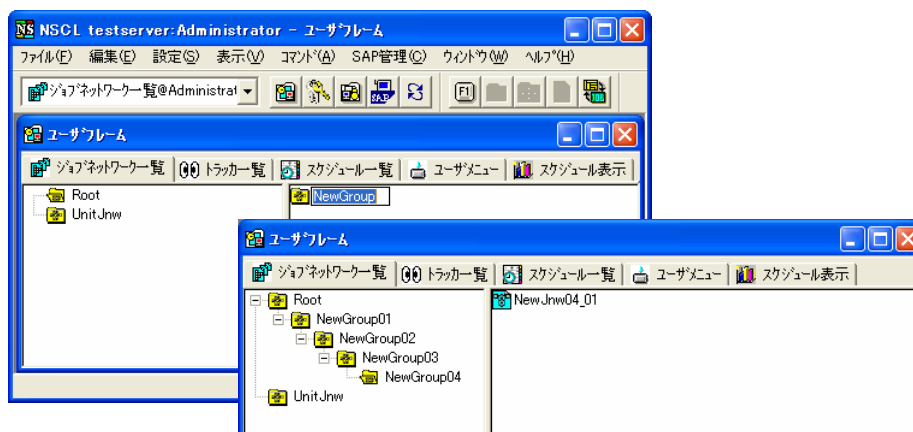 NSCL testserver:Administrator - ユーザフレーム
ファイル(F) 編集(E) 設定(S) 表示(V) コマンド(A) SAP管理(C) ウィンドウ(W) ヘルプ(H)
ジョブネットワーク一覧@Administrat
SAP
F1
ユーザフレーム
ジョブネットワーク一覧 トラッカー一覧 スケジュール一覧 ユーザメニュー スケジュール表示
Root
UnitJnw
NewGroup
ユーザフレーム
ジョブネットワーク一覧 トラッカー一覧 スケジュール一覧 ユーザメニュー スケジュール表示
Root
NewGroup01
NewGroup02
NewGroup03
NewGroup04
UnitJnw
NewJnw04_01